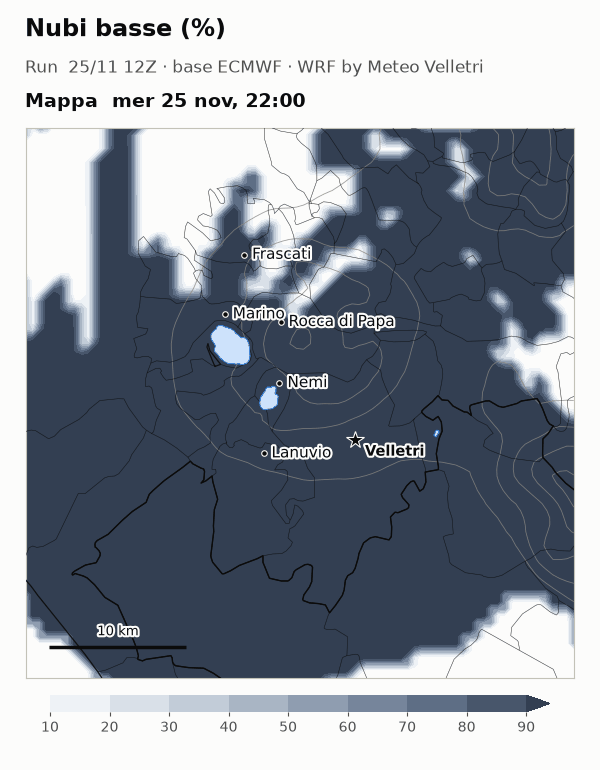 Nubi basse (%)
Run  25/11 12Z · base ECMWF · WRF by Meteo Velletri
Mappa  mer 25 nov, 22:00
Frascati
Marino
Rocca di Papa
Nemi
Velletri
Lanuvio
10 km
10 20 30 40 50 60 70 80 90